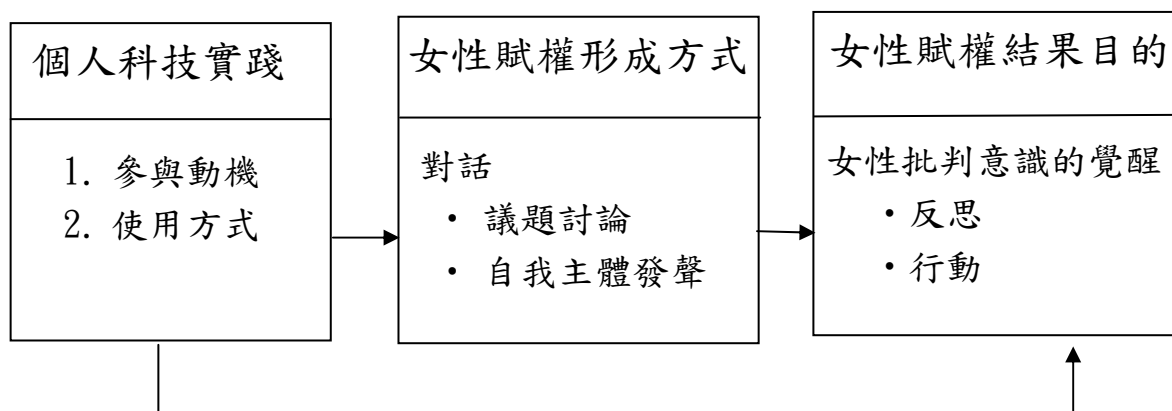 個人科技實踐
1. 參與動機
2. 使用方式
女性賦權形成方式
對話
· 議題討論
· 自我主體發聲
女性賦權結果目的
女性批判意識的覺醒
· 反思
· 行動